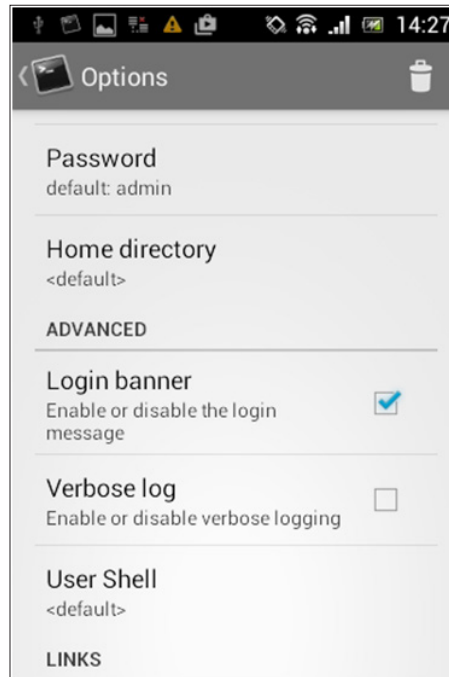 14:27
Options
Password
default: admin
Home directory
<default>
ADVANCED
Login banner
Enable or disable the login
message
Verbose log
Enable or disable verbose logging
User Shell
<default>
LINKS